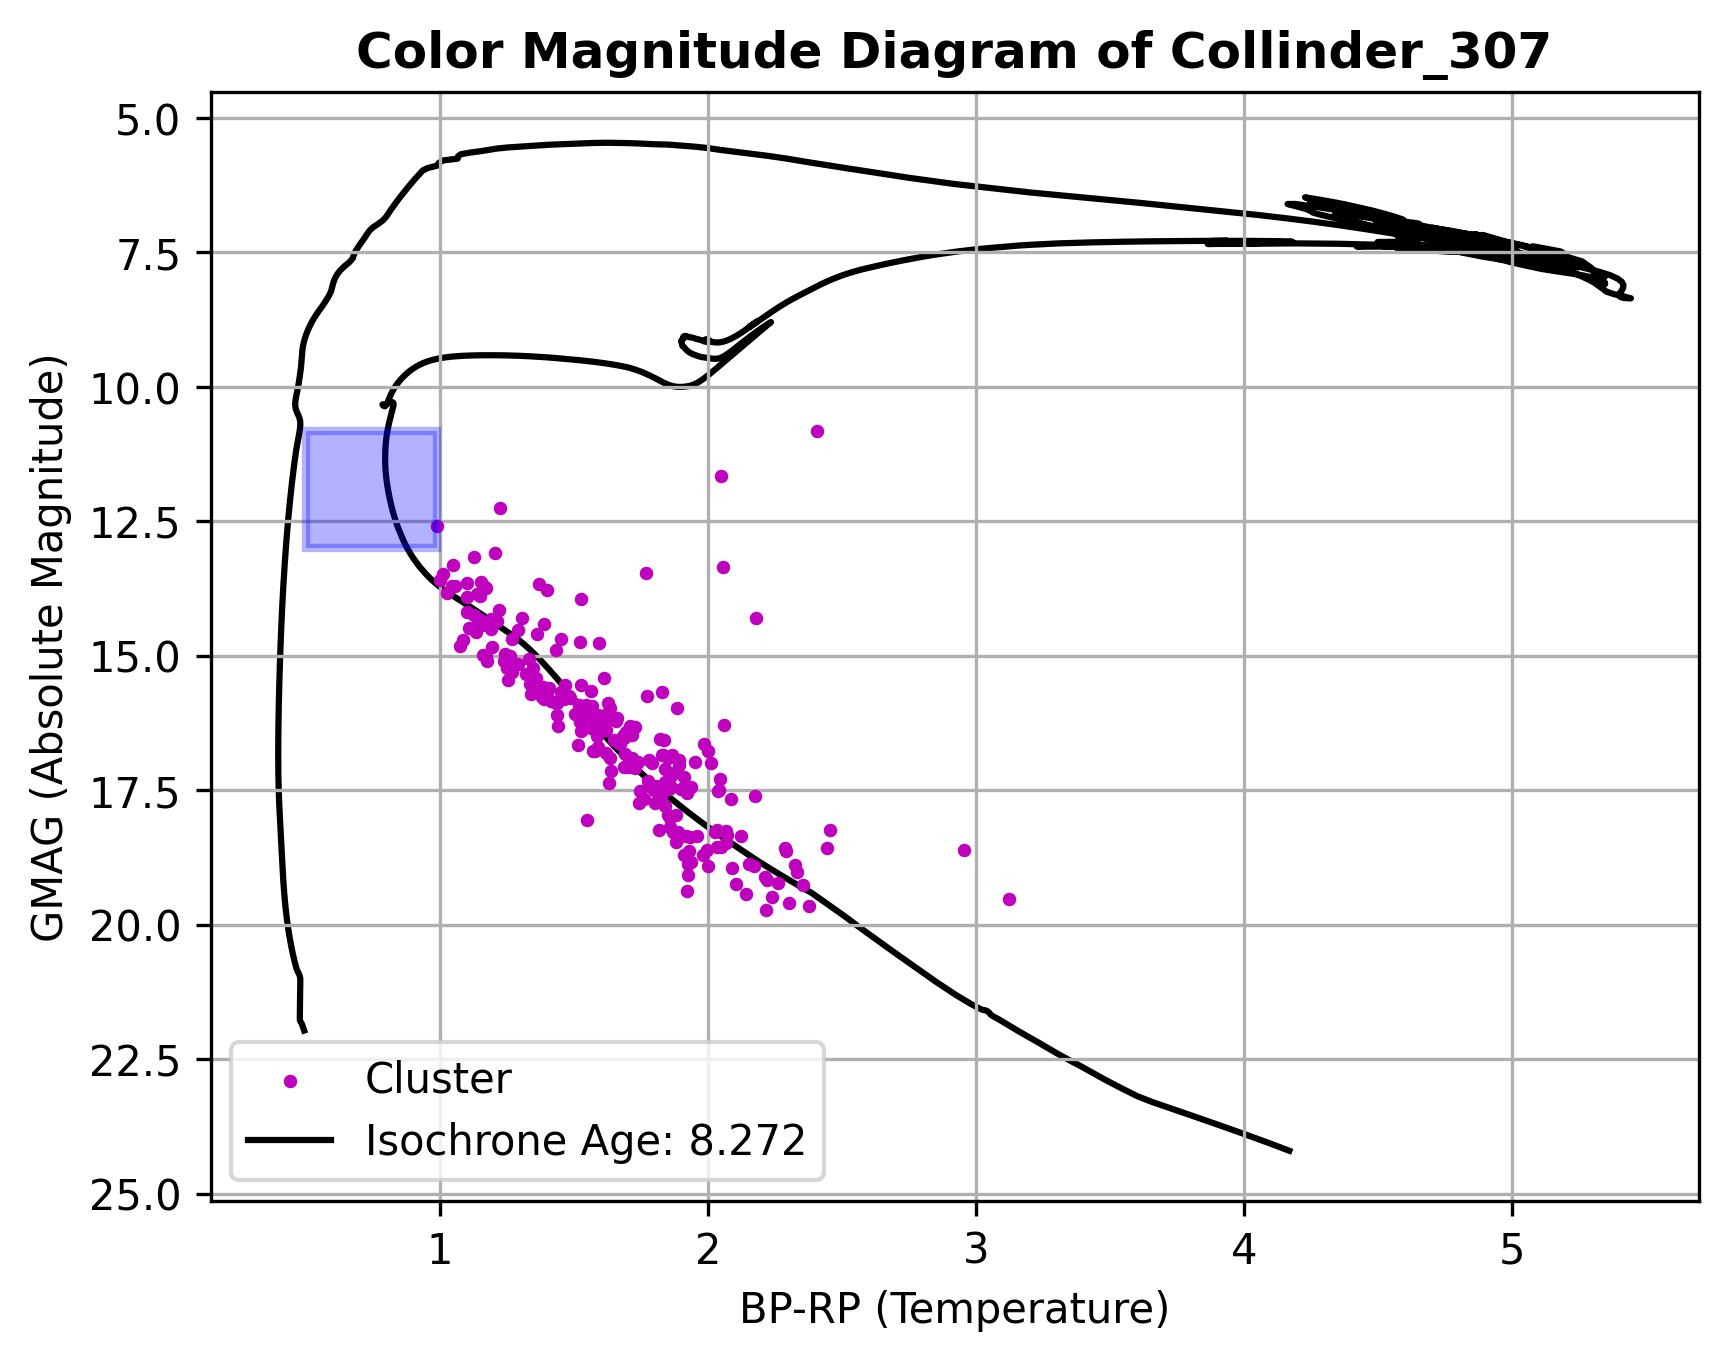 Color Magnitude Diagram of Collinder_307
GMAG (Absolute Magnitude)
5.0
7.5
10.0
12.5
15.0
17.5
20.0
22.5
25.0
Cluster
Isochrone Age: 8.272
1 2 3 4 5
BP-RP (Temperature)